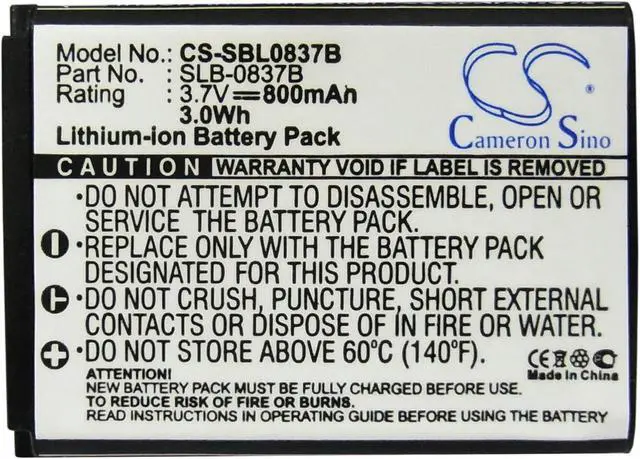 Model No.: CS-SBL0837B
Part No.: SLB-0837B
Rating : 3.7V⎓800mAh
3.0Wh
Lithium-ion Battery Pack
CS
®
Cameron Sino
CAUTION WARRANTY VOID IF LABEL IS REMOVED
•DO NOT ATTEMPT TO DISASSEMBLE, OPEN OR SERVICE THE BATTERY PACK.
•REPLACE ONLY WITH THE BATTERY PACK
DESIGNATED FOR THIS EQUIPMENT.
•DO NOT CRUSH, PUNCTURE, SHORT EXTERNAL
CONTACTS OR DISPOSE OF IN FIRE OR WATER.
•DO NOT STORE ABOVE 60°C (140°F).
NEW BATTERY PACK MUST BE FULLY CHARGED BEFORE USE.
TO REDUCE RISK OF FIRE OR BURNS
READ INSTRUCTIONS AND OPERATING GUIDE BEFORE USING THE BATTERY
CE
Made in China